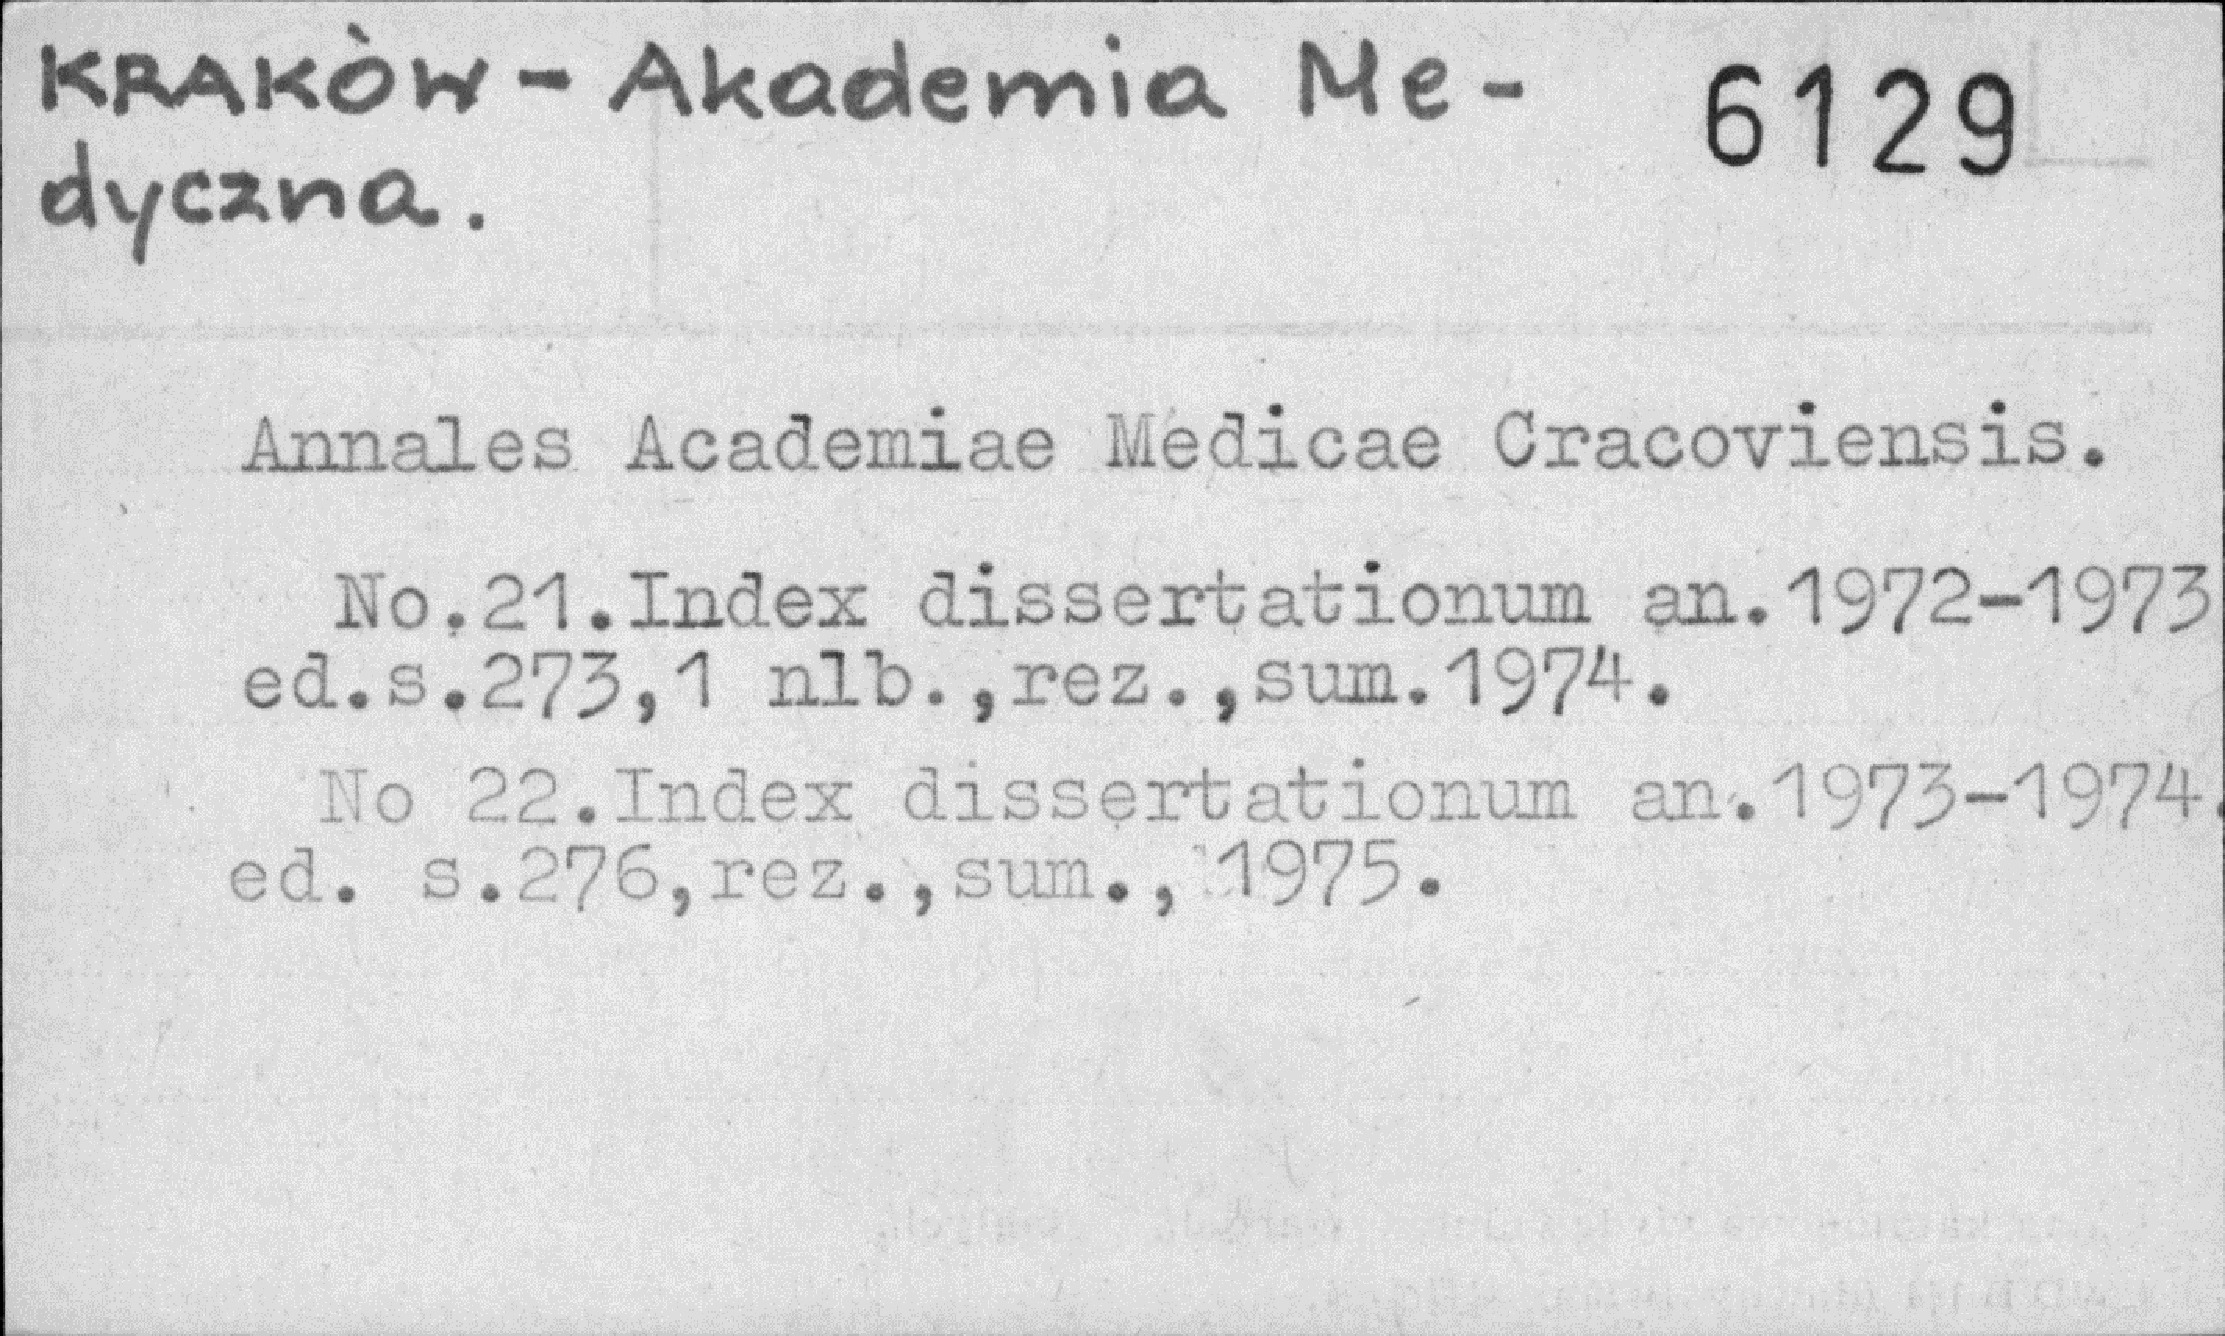 KRAKÒW - Akademia Me- 6129
dyczna.
Annales Academiae Medicae Cracoviensis.
No.21.Index dissertationum an.1972-1973
ed.s.273,1 nlb.,rez.,sum.1974.
No 22.Index dissertationum an.1973-1974.
ed. s.276,rez.,sum., 1975.